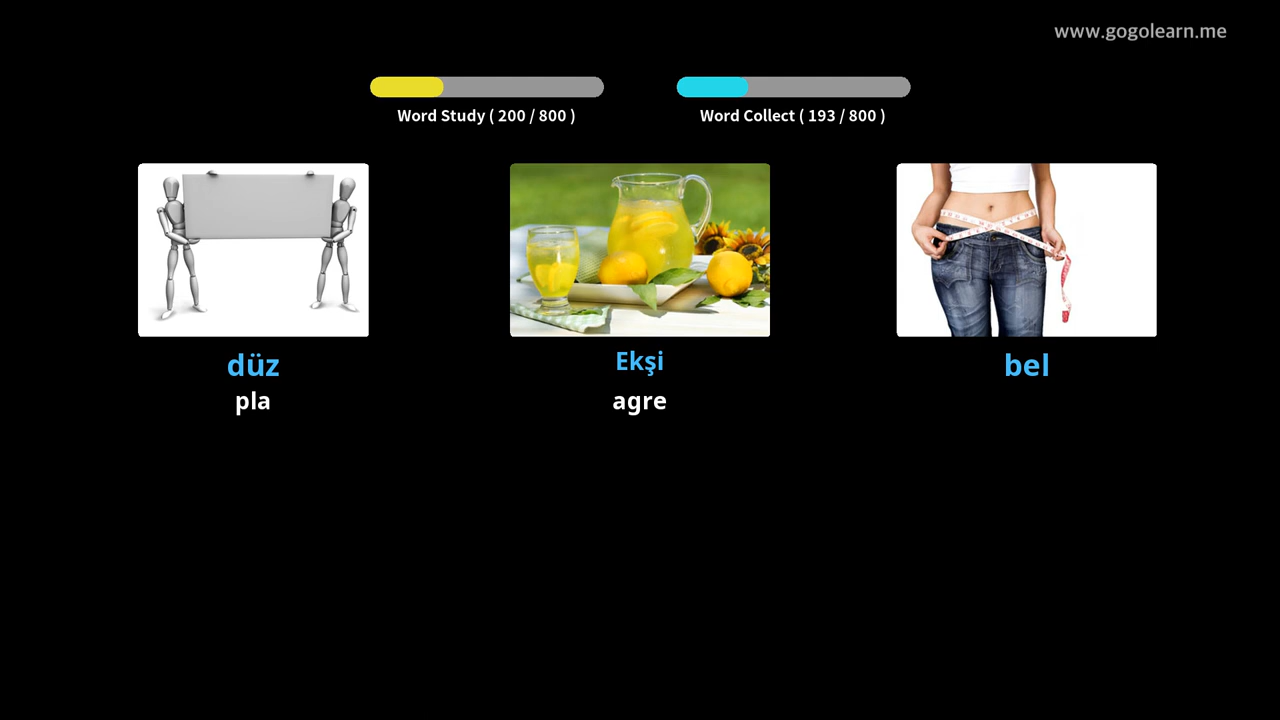 www.gogolearn.me
Word Study ( 200 / 800 )
Word Collect ( 193 / 800 )
düz
pla
Ekşi
agre
bel